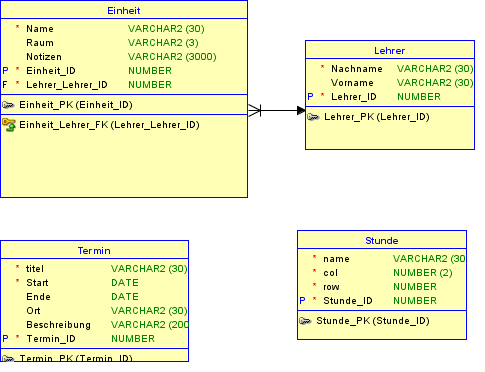 Einheit
* Name VARCHAR2 (30)
Raum VARCHAR2 (3)
Notizen VARCHAR2 (3000)
P * Einheit_ID NUMBER
F * Lehrer_Lehrer_ID NUMBER
Einheit_PK (Einheit_ID)
Einheit_Lehrer_FK (Lehrer_Lehrer_ID)
Lehrer
* Nachname VARCHAR2 (30)
Vorname VARCHAR2 (30)
P * Lehrer_ID NUMBER
Lehrer_PK (Lehrer_ID)
Termin
* titel VARCHAR2 (30)
* Start DATE
Ende DATE
Ort VARCHAR2 (30)
Beschreibung VARCHAR2 (200
P * Termin_ID NUMBER
Termin_PK (Termin_ID)
Stunde
* name VARCHAR2 (30
* col NUMBER (2)
* row NUMBER
P * Stunde_ID NUMBER
Stunde_PK (Stunde_ID)